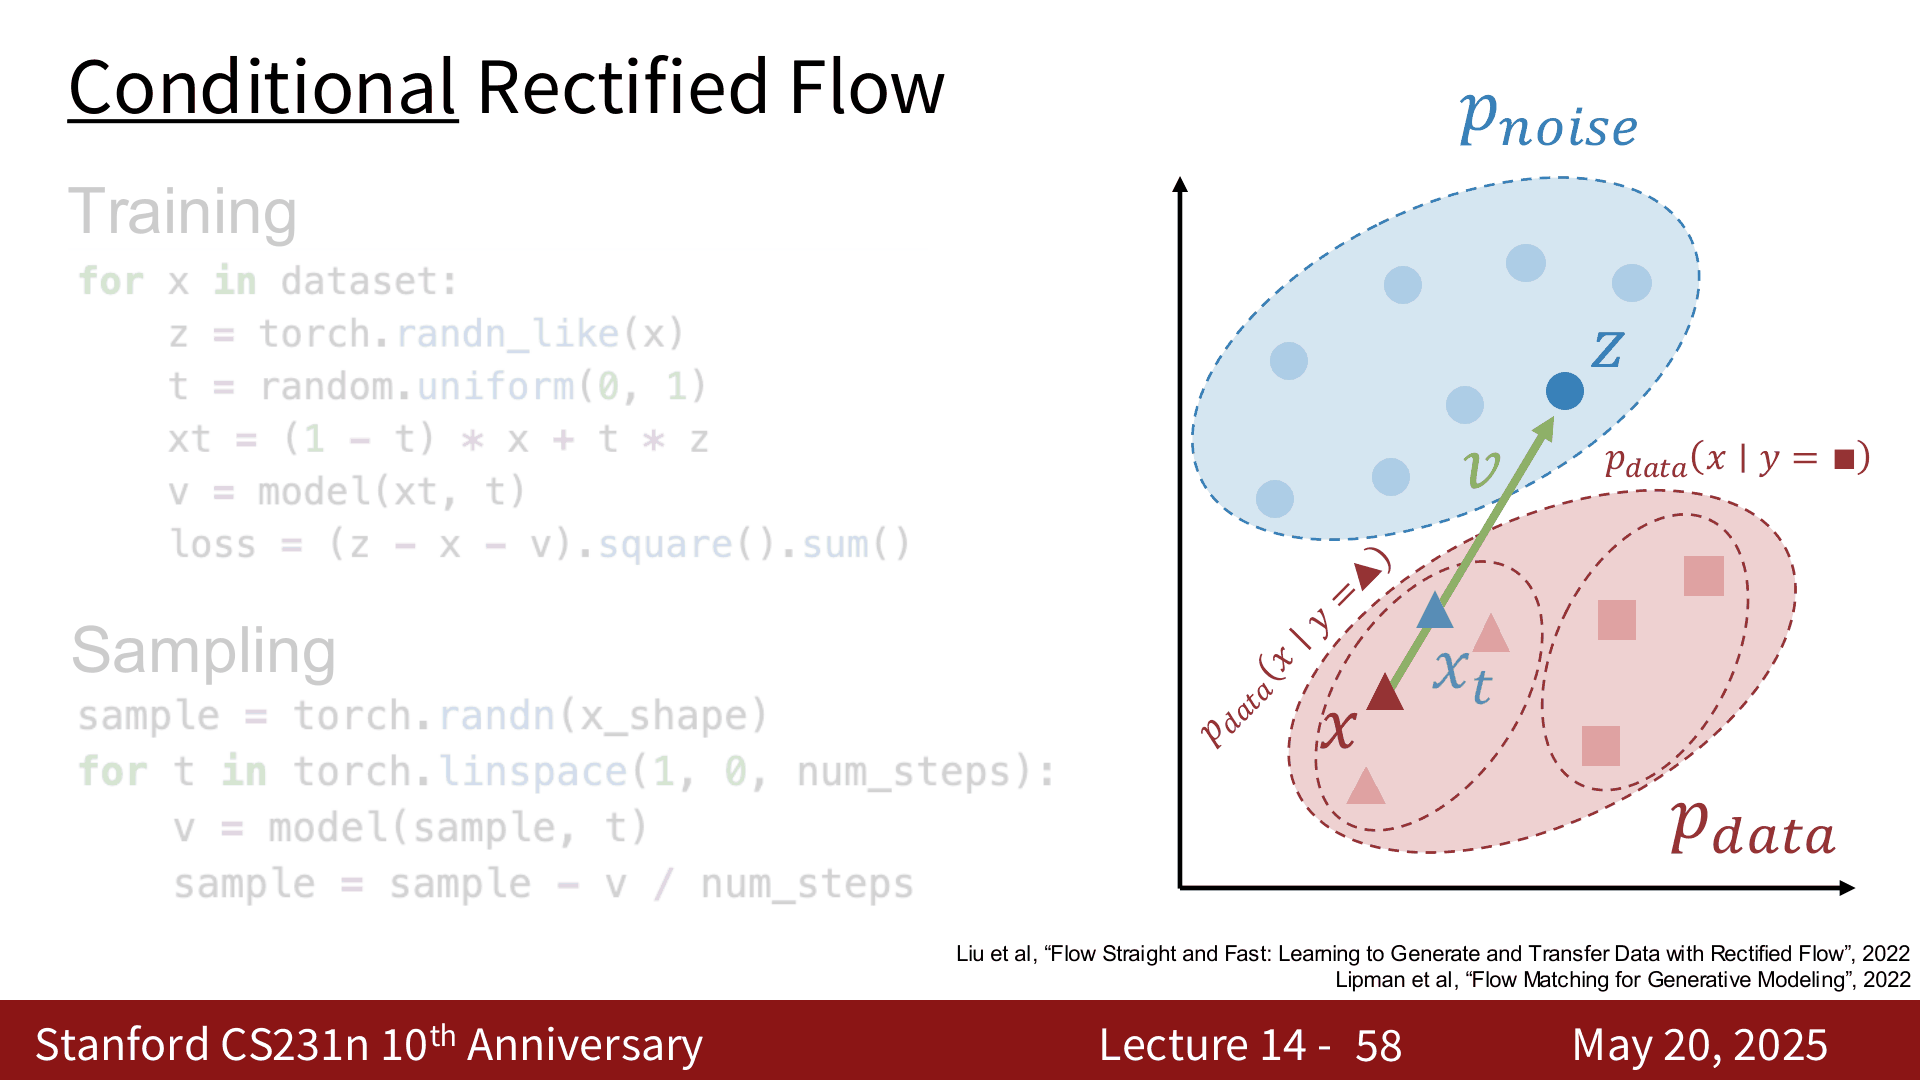 Conditional Rectified Flow
Training
for x in dataset:
    z = torch.randn_like(x)
    t = random.uniform(0, 1)
    xt = (1 - t) * x + t * z
    v = model(xt, t)
    loss = (z - x - v).square().sum()
Sampling
sample = torch.randn(x_shape)
for t in torch.linspace(1, 0, num_steps):
    v = model(sample, t)
    sample = sample - v / num_steps
p_noise
z
v
p_data(x | y = ■)
p_data(x | y = ▲)
x_t
x
p_data
Liu et al, “Flow Straight and Fast: Learning to Generate and Transfer Data with Rectified Flow”, 2022
Lipman et al, “Flow Matching for Generative Modeling”, 2022
Stanford CS231n 10th Anniversary
Lecture 14 - 58
May 20, 2025